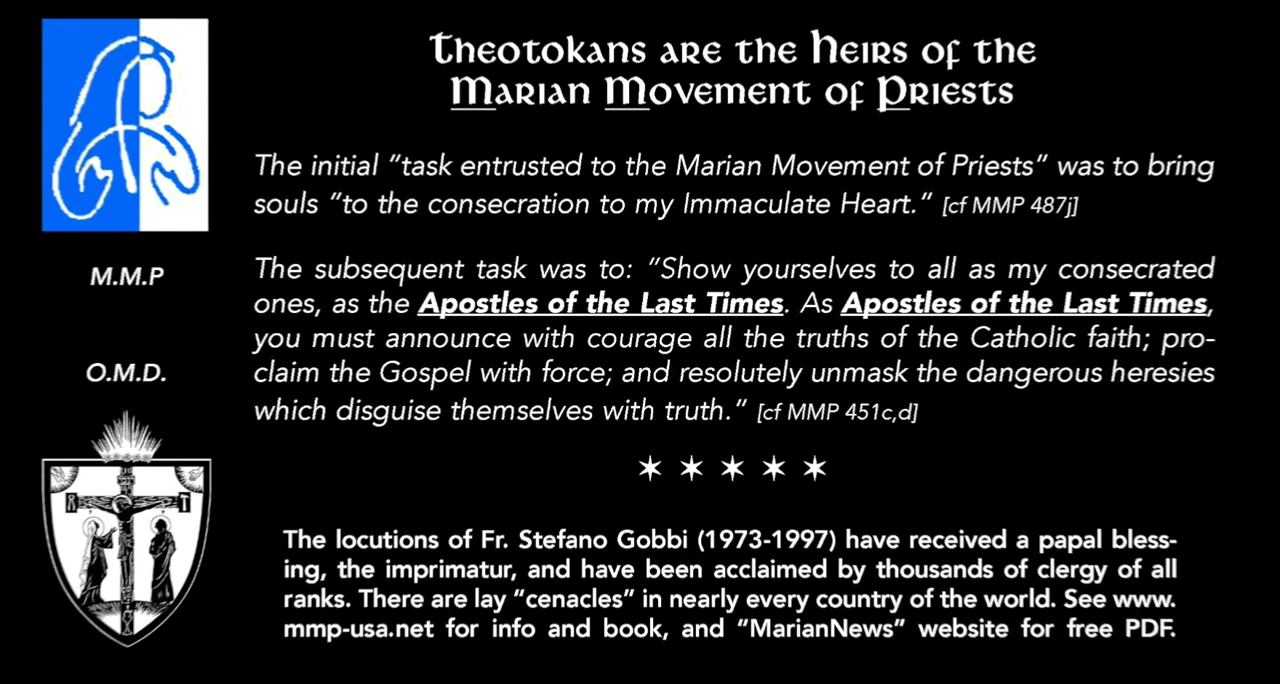 Theotokans are the Heirs of the
Marian Movement of Priests
The initial “task entrusted to the Marian Movement of Priests” was to bring
souls “to the consecration to my Immaculate Heart.” [cf MMP 487j]
M.M.P
The subsequent task was to: “Show yourselves to all as my consecrated
ones, as the Apostles of the Last Times. As Apostles of the Last Times,
you must announce with courage all the truths of the Catholic faith; pro-
claim the Gospel with force; and resolutely unmask the dangerous heresies
which disguise themselves with truth.” [cf MMP 451c,d]
O.M.D.
R T
The locutions of Fr. Stefano Gobbi (1973-1997) have received a papal bless-
ing, the imprimatur, and have been acclaimed by thousands of clergy of all
ranks. There are lay “cenacles” in nearly every country of the world. See www.
mmp-usa.net for info and book, and “MarianNews” website for free PDF.